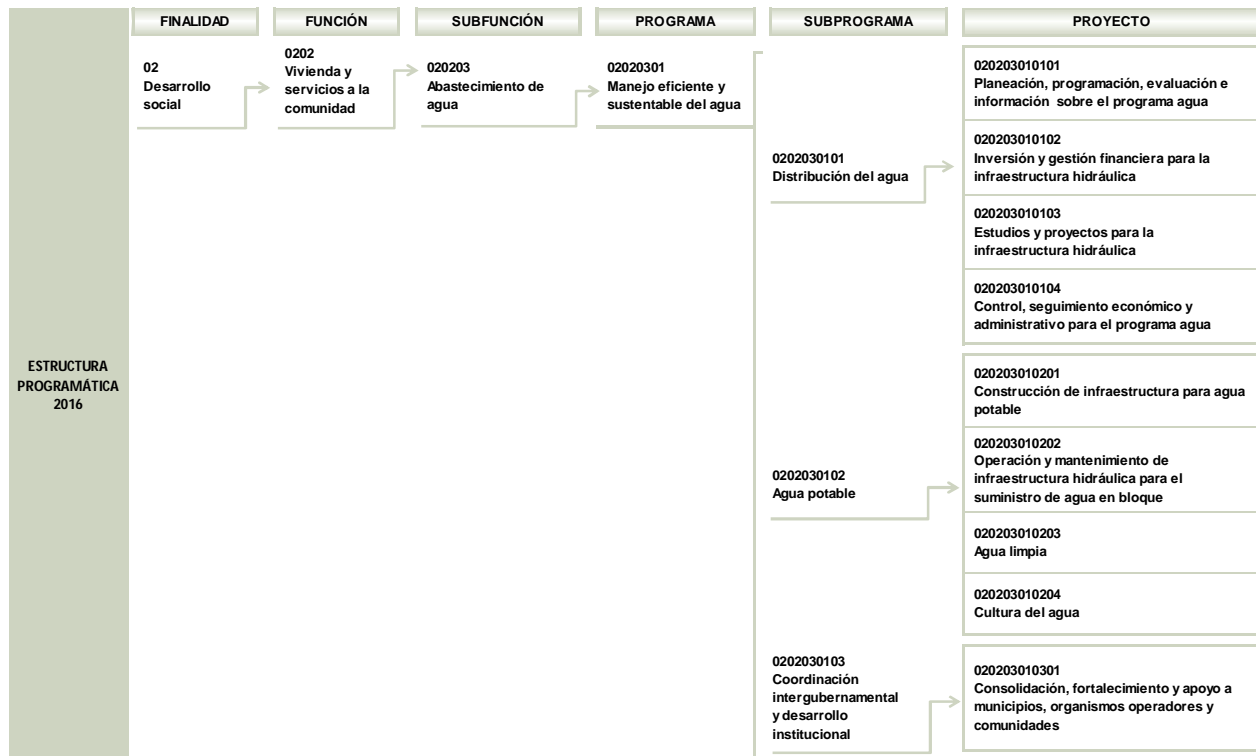 FINALIDAD
FUNCIÓN
SUBFUNCIÓN
PROGRAMA
SUBPROGRAMA
PROYECTO
ESTRUCTURA
PROGRAMÁTICA
2016
02
Desarrollo
social
0202
Vivienda y
servicios a la
comunidad
020203
Abastecimiento de
agua
02020301
Manejo eficiente y
sustentable del agua
0202030101
Distribución del agua
020203010101
Planeación, programación, evaluación e
información sobre el programa agua
020203010102
Inversión y gestión financiera para la
infraestructura hidráulica
020203010103
Estudios y proyectos para la
infraestructura hidráulica
020203010104
Control, seguimiento económico y
administrativo para el programa agua
0202030102
Agua potable
020203010201
Construcción de infraestructura para agua
potable
020203010202
Operación y mantenimiento de
infraestructura hidráulica para el
suministro de agua en bloque
020203010203
Agua limpia
020203010204
Cultura del agua
0202030103
Coordinación
intergubernamental
y desarrollo
institucional
020203010301
Consolidación, fortalecimiento y apoyo a
municipios, organismos operadores y
comunidades